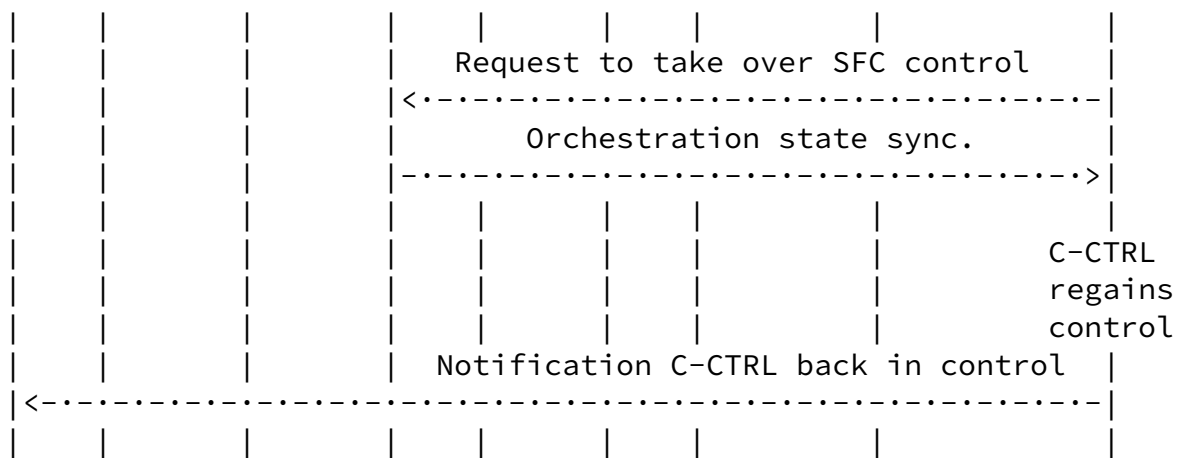 Request to take over SFC control
Orchestration state sync.
C-CTRL
regains
control
Notification C-CTRL back in control